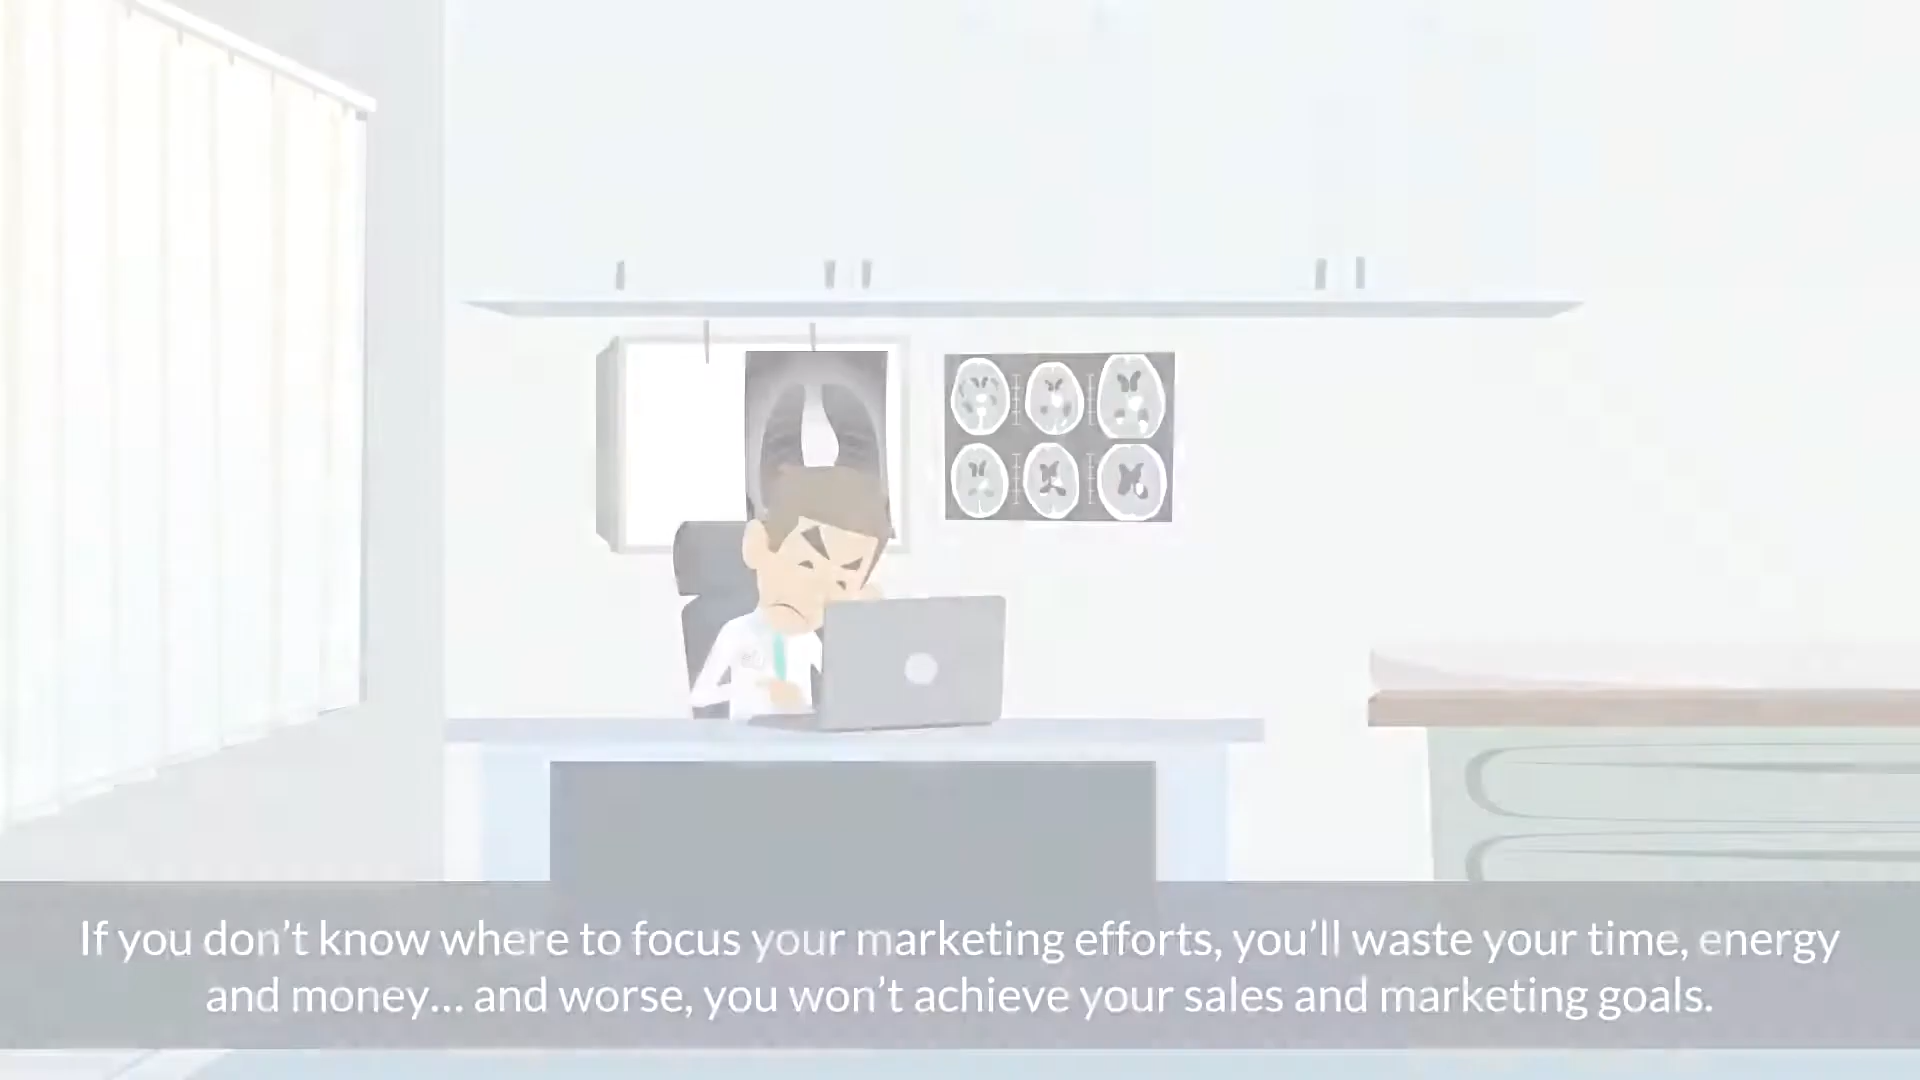 If you don’t know where to focus your marketing efforts, you’ll waste your time, energy
and money... and worse, you won’t achieve your sales and marketing goals.